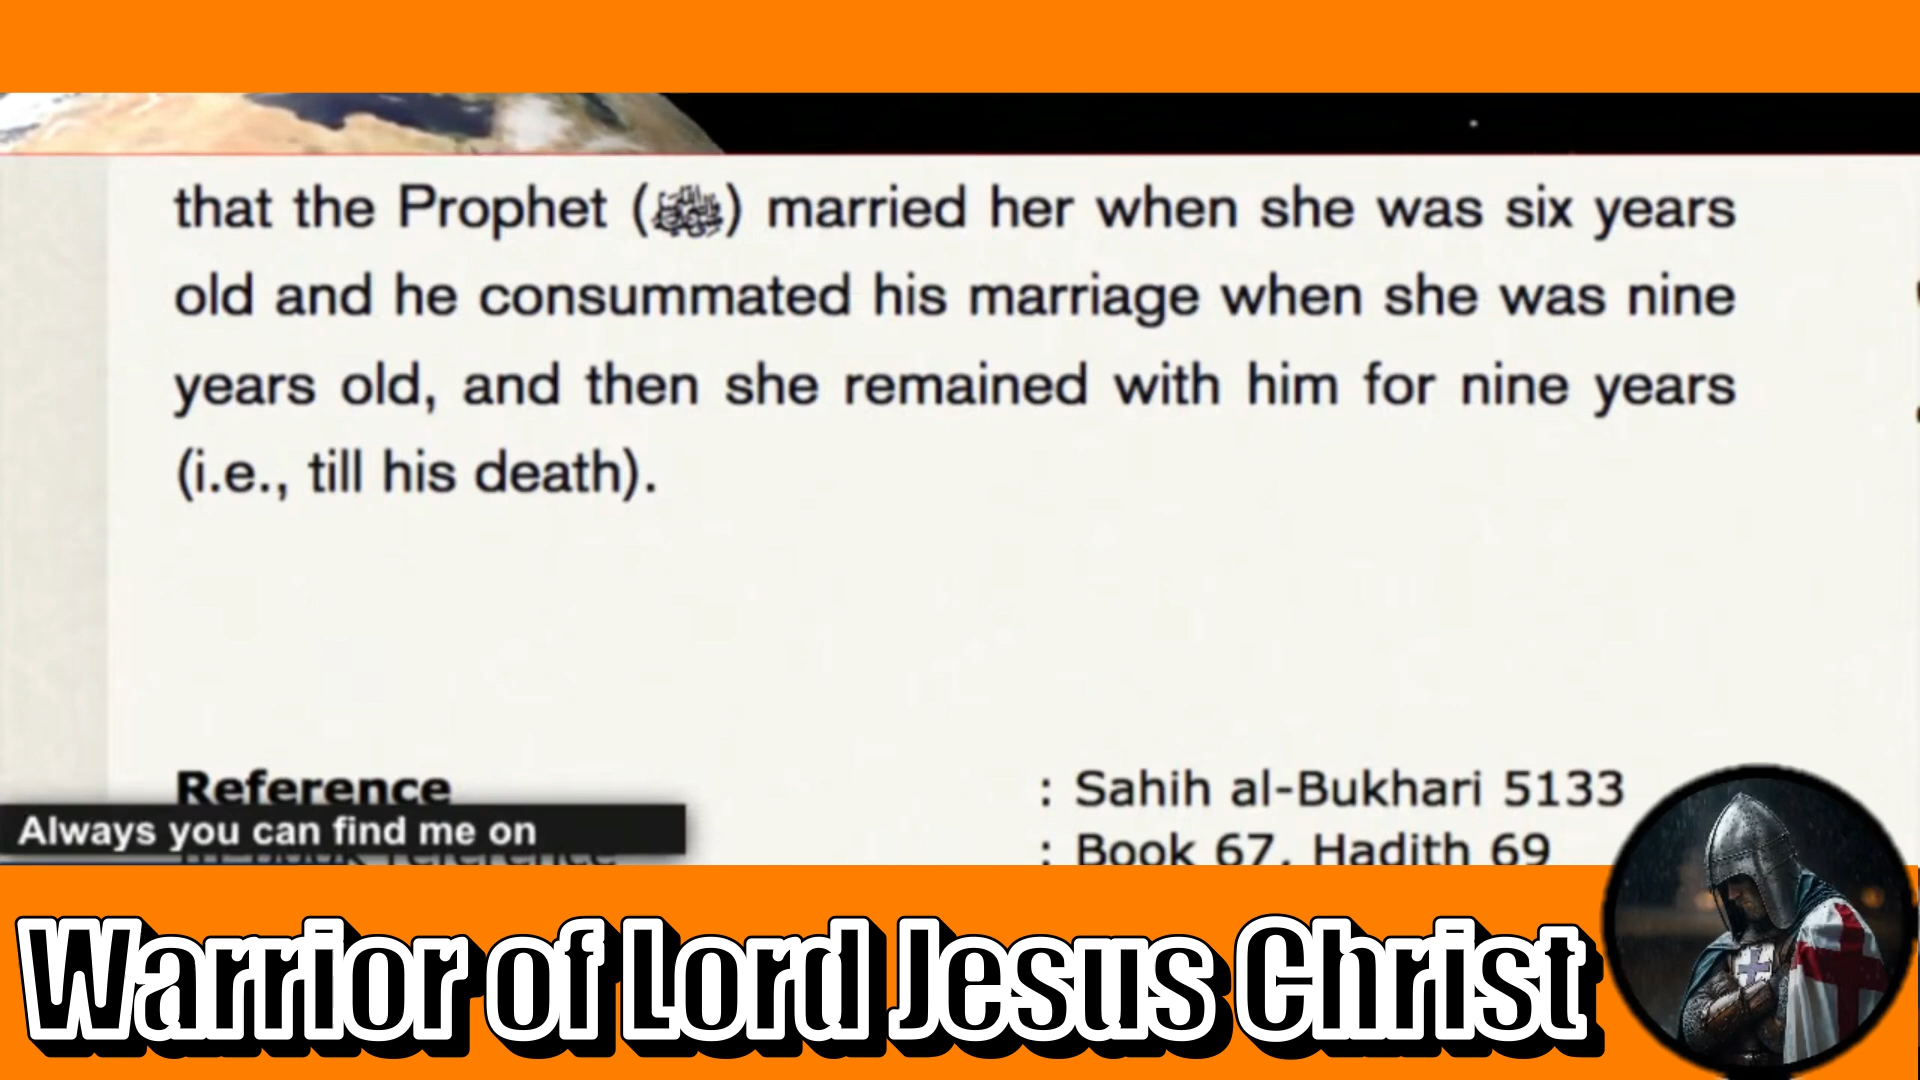 that the Prophet (ﷺ) married her when she was six years
old and he consummated his marriage when she was nine
years old, and then she remained with him for nine years
(i.e., till his death).
Reference : Sahih al-Bukhari 5133
Always you can find me on
: Book 67, Hadith 69
Warrior of Lord Jesus Christ